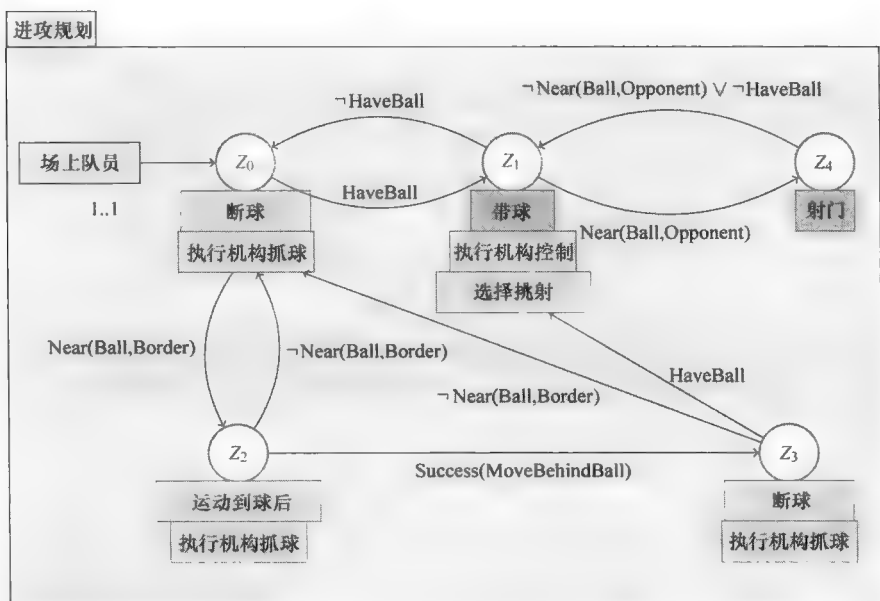 进攻规划
¬HaveBall
¬Near(Ball,Opponent) ∨ ¬HaveBall
场上队员
1..1
Z₀
Z₁
Z₄
HaveBall
断球
带球
射门
执行机构抓球
执行机构控制
选择挑射
Near(Ball,Opponent)
Near(Ball,Border)
¬Near(Ball,Border)
HaveBall
¬Near(Ball,Border)
Z₂
Z₃
Success(MoveBehindBall)
运动到球后
断球
执行机构抓球
执行机构抓球